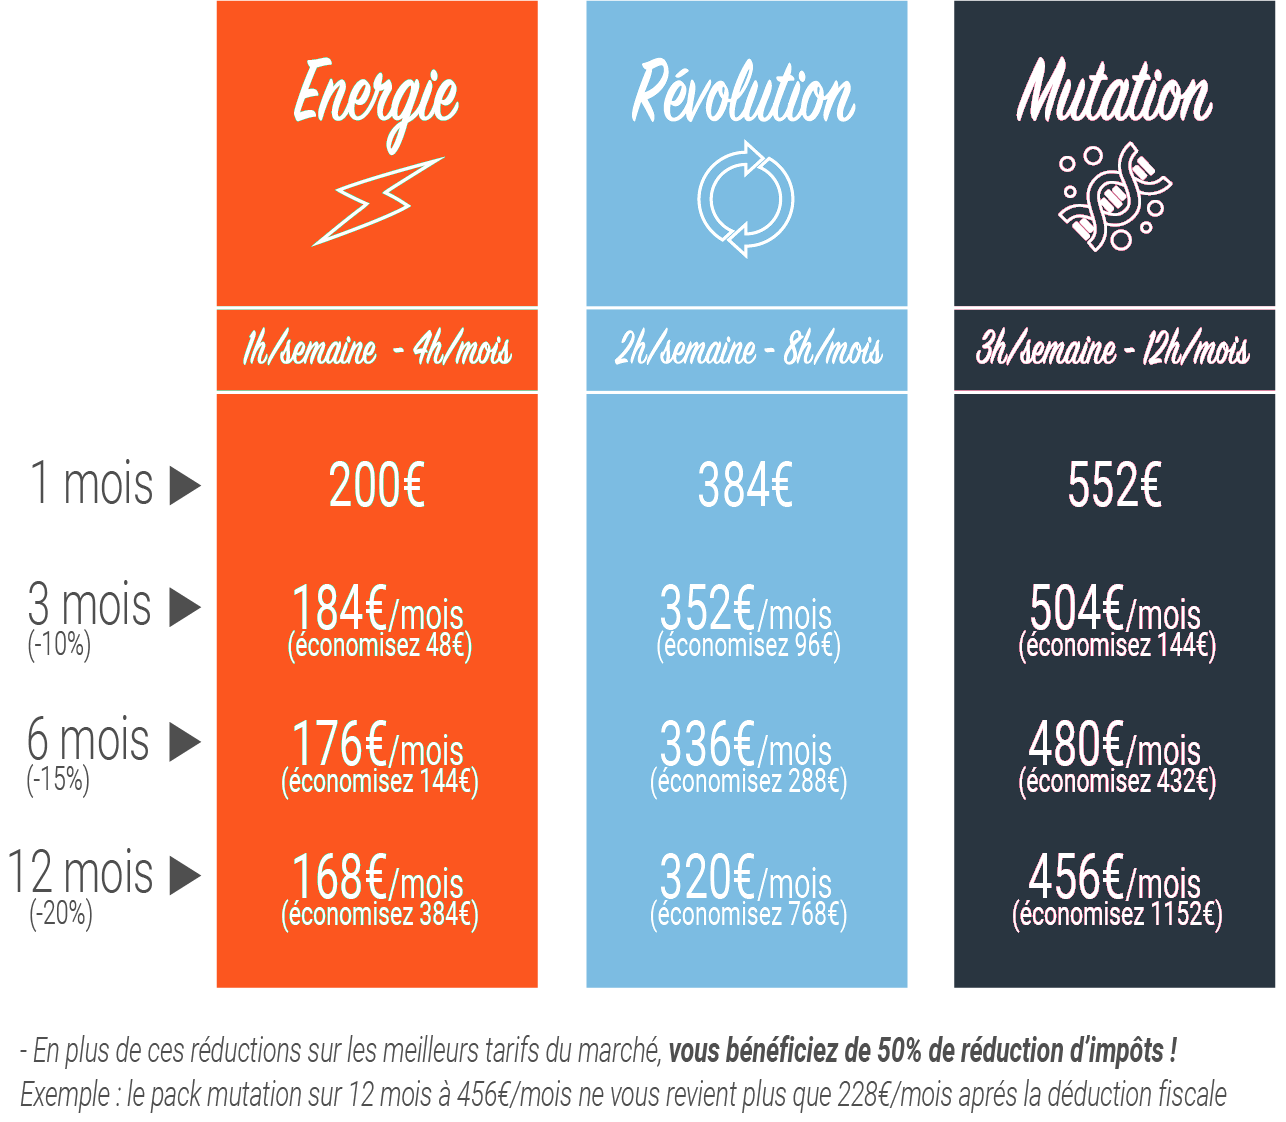 Energie
Révolution
Mutation
1h/semaine - 4h/mois
2h/semaine - 8h/mois
3h/semaine - 12h/mois
1 mois
200€
384€
552€
3 mois
(-10%)
184€/mois
(économisez 48€)
352€/mois
(économisez 96€)
504€/mois
(économisez 144€)
6 mois
(-15%)
176€/mois
(économisez 144€)
336€/mois
(économisez 288€)
480€/mois
(économisez 432€)
12 mois
(-20%)
168€/mois
(économisez 384€)
320€/mois
(économisez 768€)
456€/mois
(économisez 1152€)
- En plus de ces réductions sur les meilleurs tarifs du marché, vous bénéficiez de 50% de réduction d’impôts !
Exemple : le pack mutation sur 12 mois à 456€/mois ne vous revient plus que 228€/mois aprés la déduction fiscale